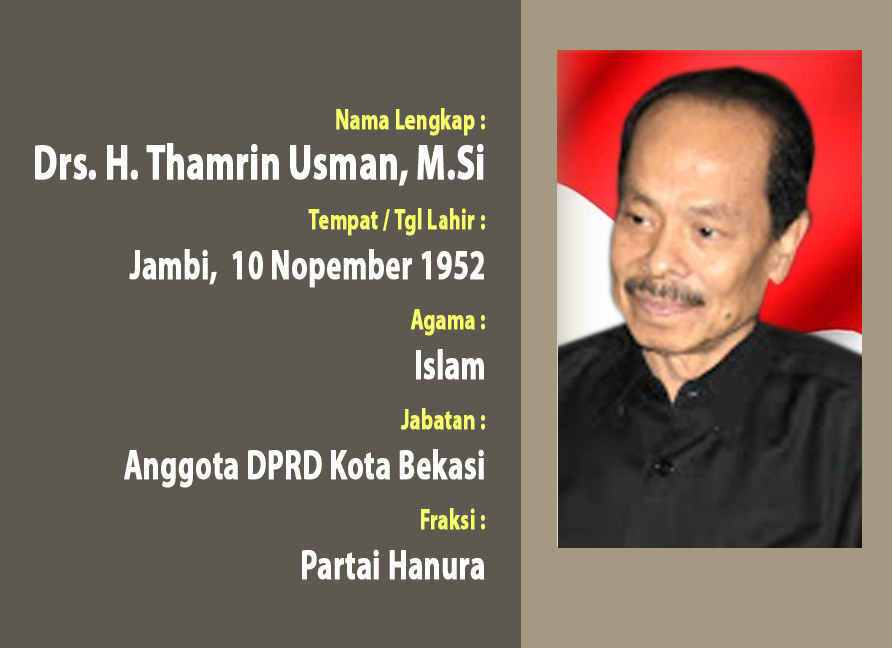 Nama Lengkap :
Drs. H. Thamrin Usman, M.Si
Tempat / Tgl Lahir :
Jambi,  10 Nopember 1952
Agama :
Islam
Jabatan :
Anggota DPRD Kota Bekasi
Fraksi :
Partai Hanura